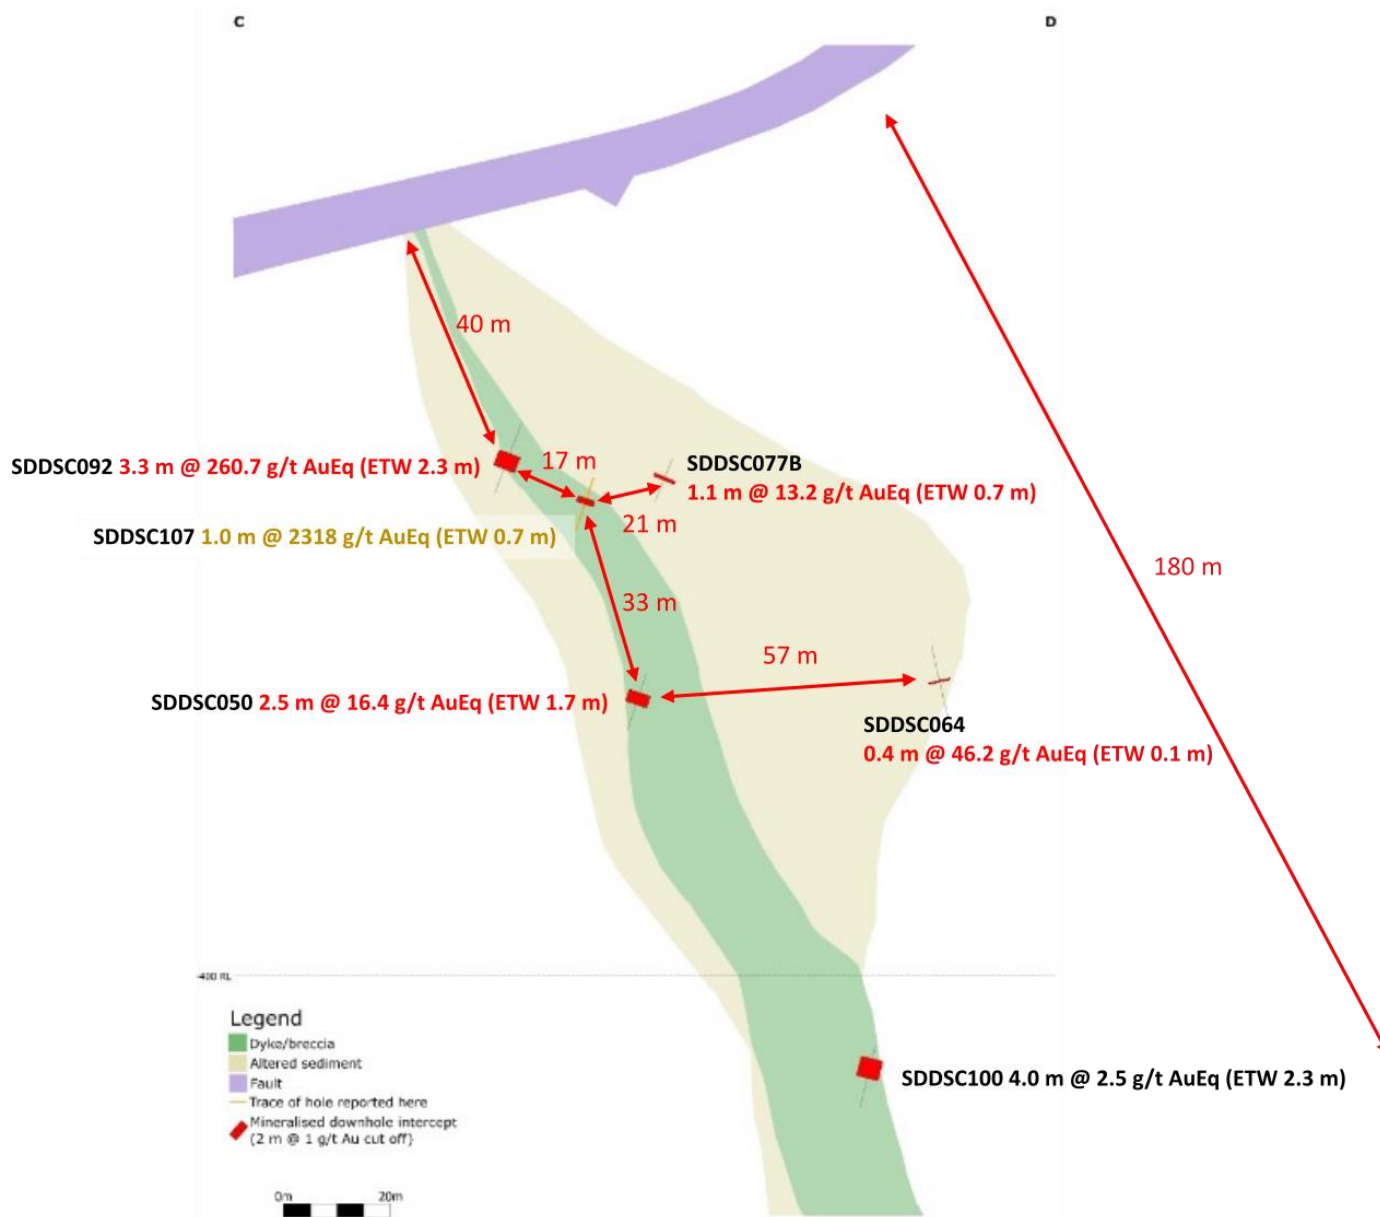 C
D
40 m
17 m
SDDSC077B
SDDSC092 3.3 m @ 260.7 g/t AuEq (ETW 2.3 m)
1.1 m @ 13.2 g/t AuEq (ETW 0.7 m)
21 m
SDDSC107 1.0 m @ 2318 g/t AuEq (ETW 0.7 m)
180 m
33 m
57 m
SDDSC050 2.5 m @ 16.4 g/t AuEq (ETW 1.7 m)
SDDSC064
0.4 m @ 46.2 g/t AuEq (ETW 0.1 m)
-400 RL
Legend
Dyke/breccia
Altered sediment
Fault
Trace of hole reported here
Mineralised downhole intercept
(2 m @ 1 g/t Au cut off)
SDDSC100 4.0 m @ 2.5 g/t AuEq (ETW 2.3 m)
0m 20m